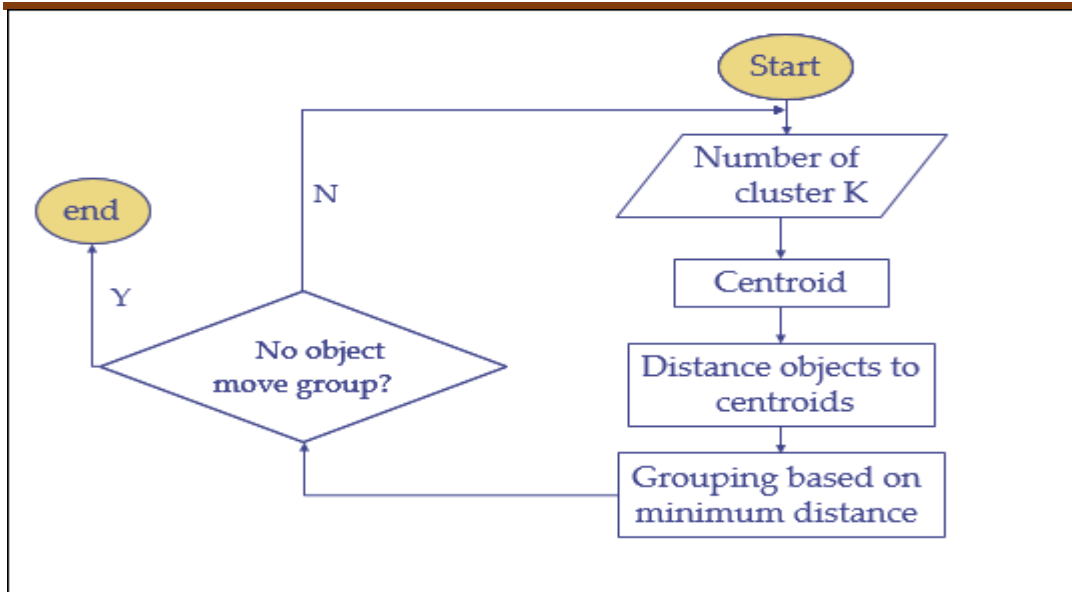 Start
Number of
cluster K
Centroid
Distance objects to
centroids
Grouping based on
minimum distance
No object
move group?
N
Y
end